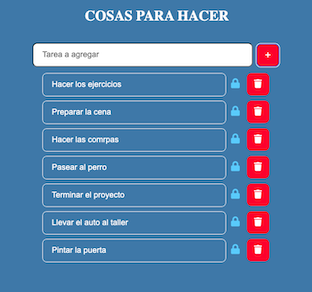 COSAS PARA HACER
Tarea a agregar
+
Hacer los ejercicios
Preparar la cena
Hacer las comrpas
Pasear al perro
Terminar el proyecto
Llevar el auto al taller
Pintar la puerta